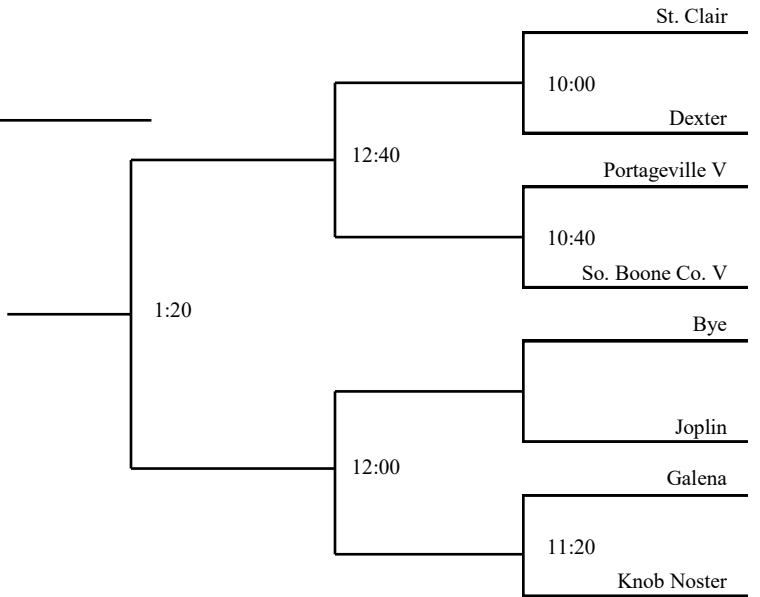 St. Clair
10:00
Dexter
12:40
Portageville V
10:40
So. Boone Co. V
1:20
Bye
Joplin
12:00
Galena
11:20
Knob Noster